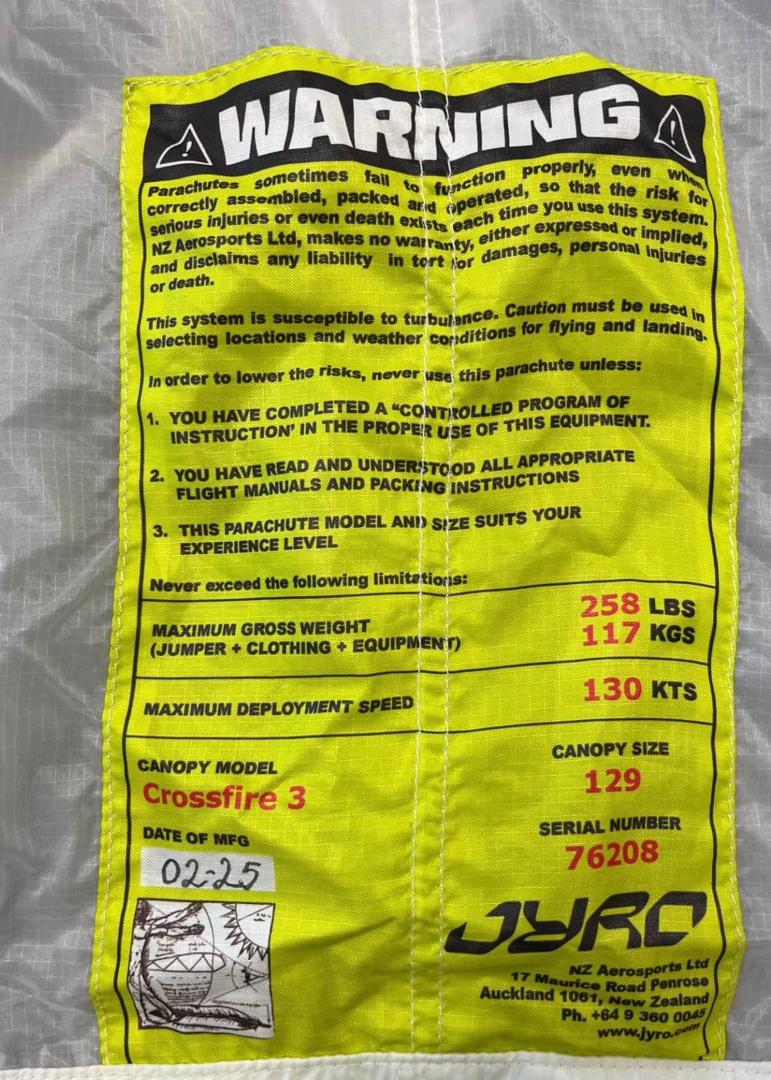 WARNING
Parachutes sometimes fail to function properly, even when
correctly assembled, packed and operated, so that the risk for
serious injuries or even death exists each time you use this system.
NZ Aerosports Ltd, makes no warranty, either expressed or implied,
and disclaims any liability in tort for damages, personal injuries
or death.
This system is susceptible to turbulence. Caution must be used in
selecting locations and weather conditions for flying and landing.
In order to lower the risks, never use this parachute unless:
1. YOU HAVE COMPLETED A “CONTROLLED PROGRAM OF
INSTRUCTION’ IN THE PROPER USE OF THIS EQUIPMENT.
2. YOU HAVE READ AND UNDERSTOOD ALL APPROPRIATE
FLIGHT MANUALS AND PACKING INSTRUCTIONS
3. THIS PARACHUTE MODEL AND SIZE SUITS YOUR
EXPERIENCE LEVEL
Never exceed the following limitations:
MAXIMUM GROSS WEIGHT
(JUMPER + CLOTHING + EQUIPMENT)
258 LBS
117 KGS
MAXIMUM DEPLOYMENT SPEED
130 KTS
CANOPY MODEL
Crossfire 3
CANOPY SIZE
129
DATE OF MFG
02-25
SERIAL NUMBER
76208
JYRO
NZ Aerosports Ltd
17 Maurice Road Penrose
Auckland 1061, New Zealand
Ph. +64 9 360 0045
www.jyro.com